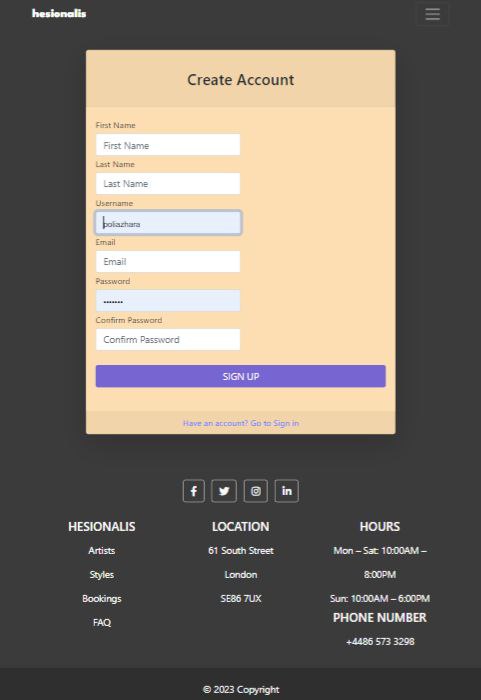 hesionalis
Create Account
First Name
First Name
Last Name
Last Name
Username
poliazhara
Email
Email
Password
•••••••
Confirm Password
Confirm Password
SIGN UP
Have an account? Go to Sign in
HESIONALIS
Artists
Styles
Bookings
FAQ
LOCATION
61 South Street
London
SE86 7UX
HOURS
Mon – Sat: 10:00AM –
8:00PM
Sun: 10:00AM – 6:00PM
PHONE NUMBER
+4486 573 3298
© 2023 Copyright